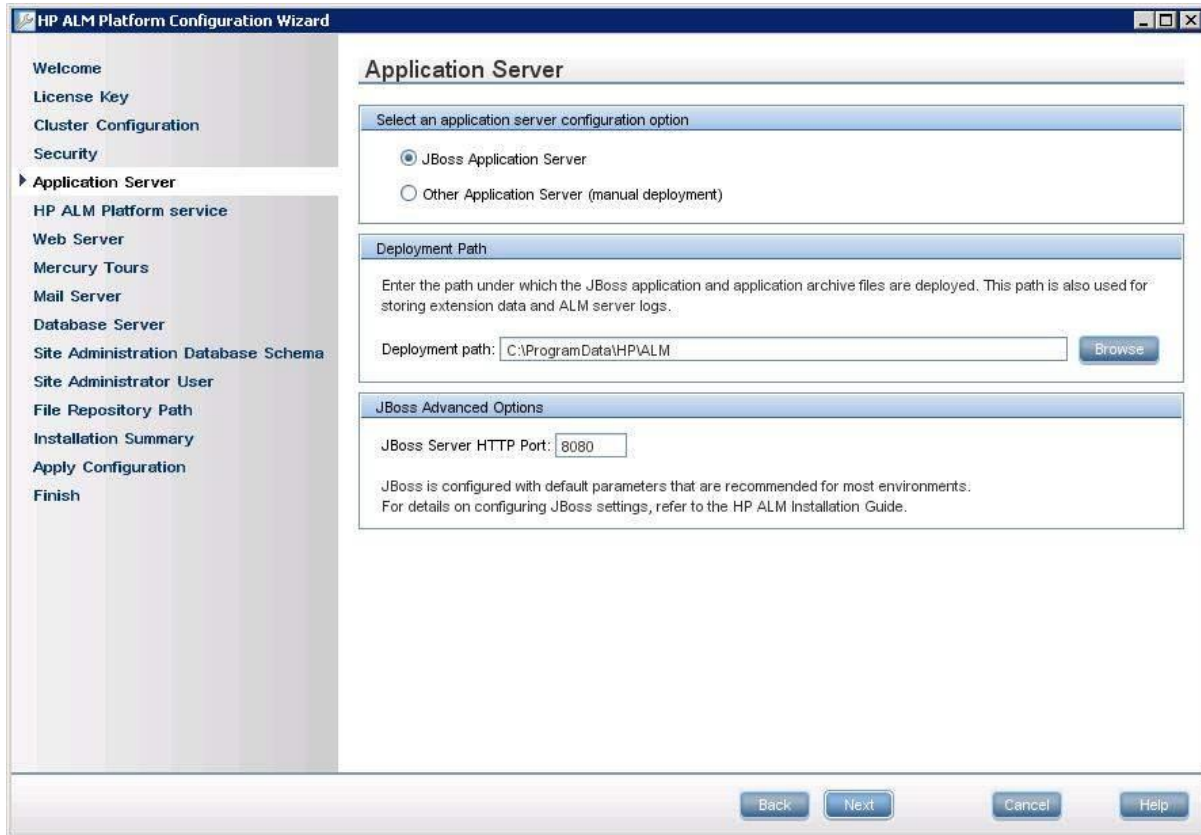 HP ALM Platform Configuration Wizard
Welcome
License Key
Cluster Configuration
Security
Application Server
HP ALM Platform service
Web Server
Mercury Tours
Mail Server
Database Server
Site Administration Database Schema
Site Administrator User
File Repository Path
Installation Summary
Apply Configuration
Finish
Application Server
Select an application server configuration option
JBoss Application Server
Other Application Server (manual deployment)
Deployment Path
Enter the path under which the JBoss application and application archive files are deployed. This path is also used for
storing extension data and ALM server logs.
Deployment path: C:\ProgramData\HP\ALM Browse
JBoss Advanced Options
JBoss Server HTTP Port: 8080
JBoss is configured with default parameters that are recommended for most environments.
For details on configuring JBoss settings, refer to the HP ALM Installation Guide.
Back Next Cancel Help